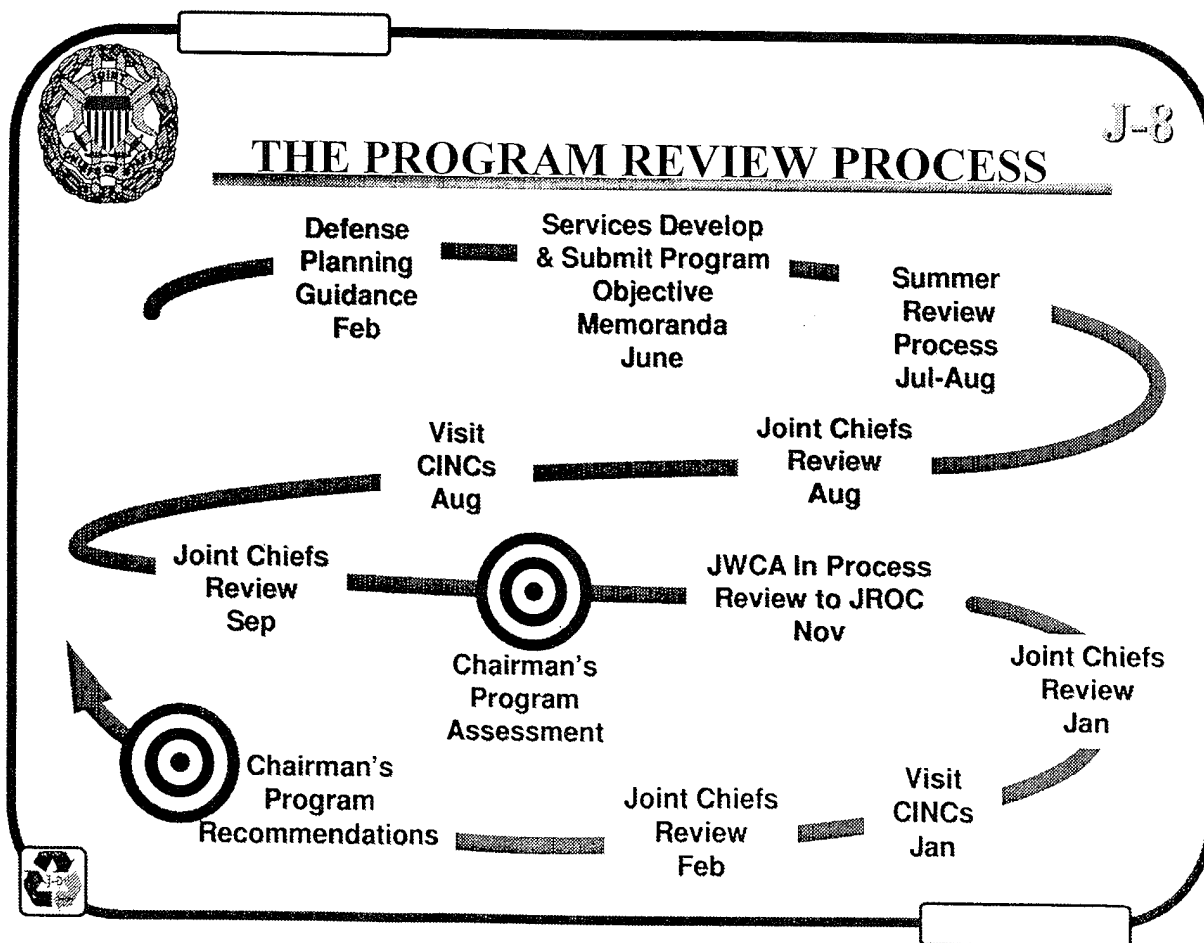 J-8
THE PROGRAM REVIEW PROCESS
Defense
Planning
Guidance
Feb
Services Develop
& Submit Program
Objective
Memoranda
June
Summer
Review
Process
Jul-Aug
Joint Chiefs
Review
Aug
Visit
CINCs
Aug
Joint Chiefs
Review
Sep
Chairman's
Program
Assessment
JWCA In Process
Review to JROC
Nov
Joint Chiefs
Review
Jan
Visit
CINCs
Jan
Joint Chiefs
Review
Feb
Chairman's
Program
Recommendations
JOINT